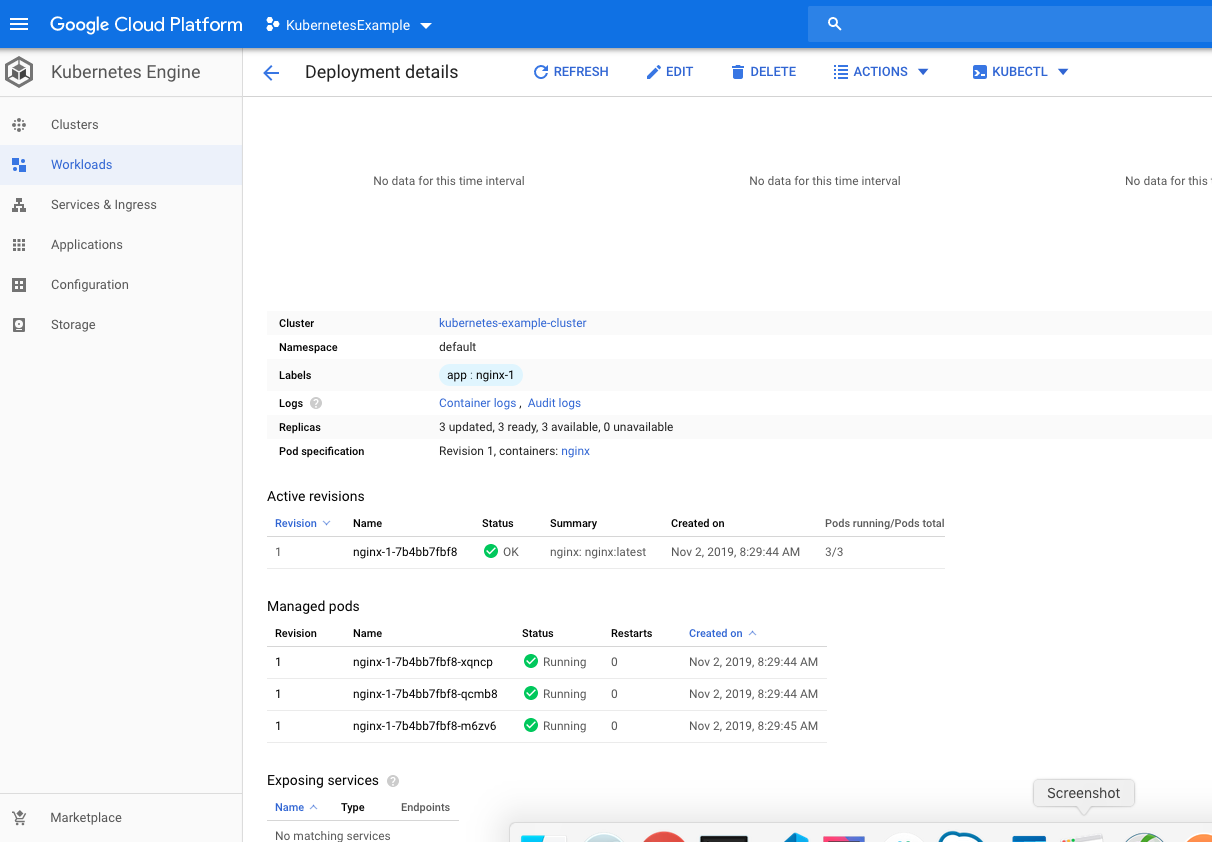 Google Cloud Platform KubernetesExample
Kubernetes Engine
Deployment details REFRESH EDIT DELETE ACTIONS KUBECTL
Clusters
Workloads
Services & Ingress
Applications
Configuration
Storage
Marketplace
No data for this time interval No data for this time interval No data for this
Cluster kubernetes-example-cluster
Namespace default
Labels app : nginx-1
Logs ? Container logs , Audit logs
Replicas 3 updated, 3 ready, 3 available, 0 unavailable
Pod specification Revision 1, containers: nginx
Active revisions
Revision Name Status Summary Created on Pods running/Pods total
1 nginx-1-7b4bb7fbf8 OK nginx: nginx:latest Nov 2, 2019, 8:29:44 AM 3/3
Managed pods
Revision Name Status Restarts Created on
1 nginx-1-7b4bb7fbf8-xqncp Running 0 Nov 2, 2019, 8:29:44 AM
1 nginx-1-7b4bb7fbf8-qcmb8 Running 0 Nov 2, 2019, 8:29:44 AM
1 nginx-1-7b4bb7fbf8-m6zv6 Running 0 Nov 2, 2019, 8:29:45 AM
Exposing services ?
Name Type Endpoints
No matching services
Screenshot